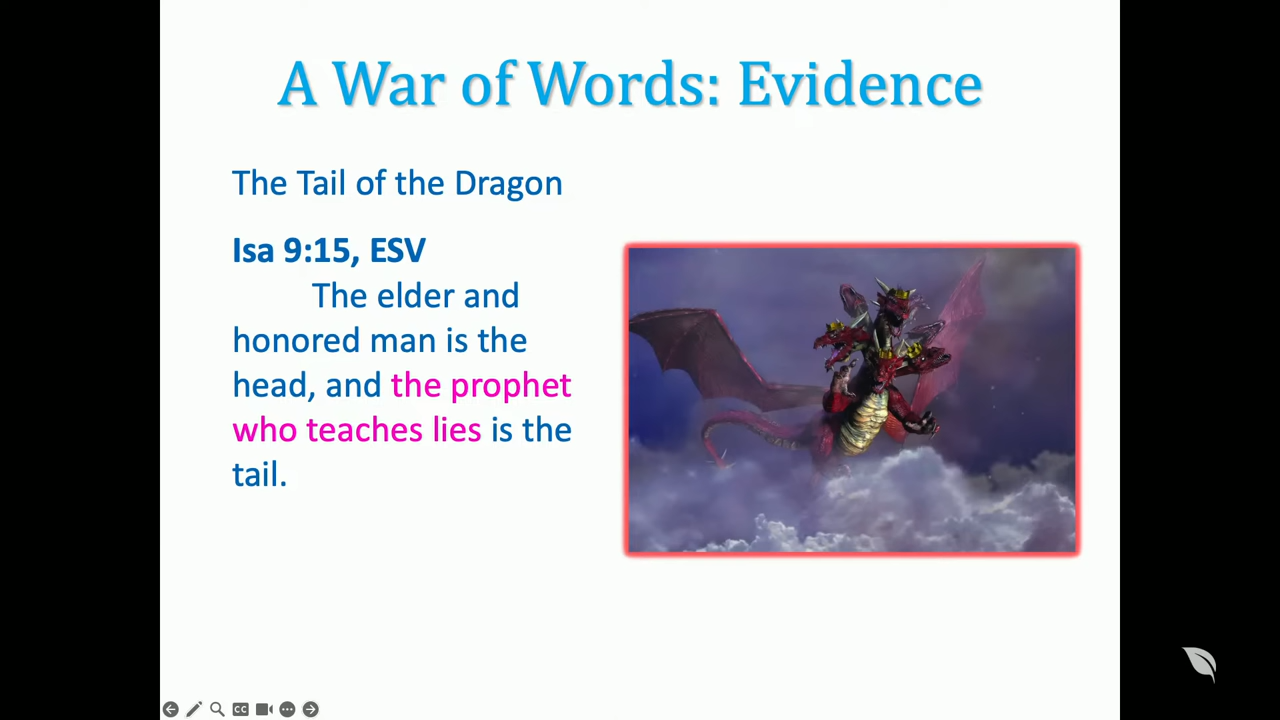 A War of Words: Evidence
The Tail of the Dragon
Isa 9:15, ESV
The elder and
honored man is the
head, and the prophet
who teaches lies is the
tail.
CC